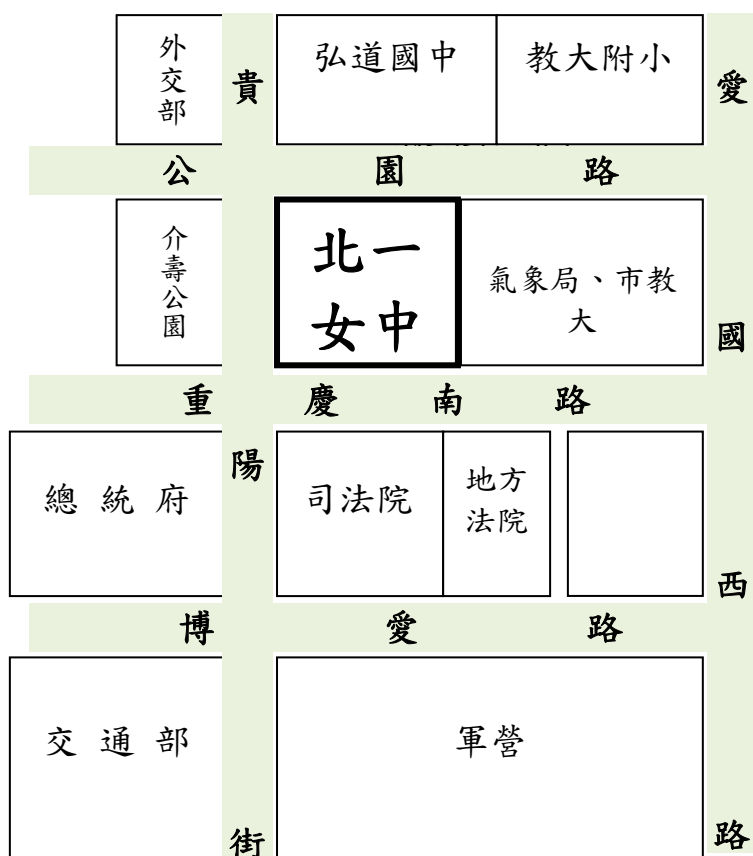 外交部
弘道國中
教大附小
公園路
介壽公園
北一
女中
氣象局、市教
大
重慶南路
總統府
司法院
地方
法院
博愛路
交通部
軍營
貴陽街
愛國西路